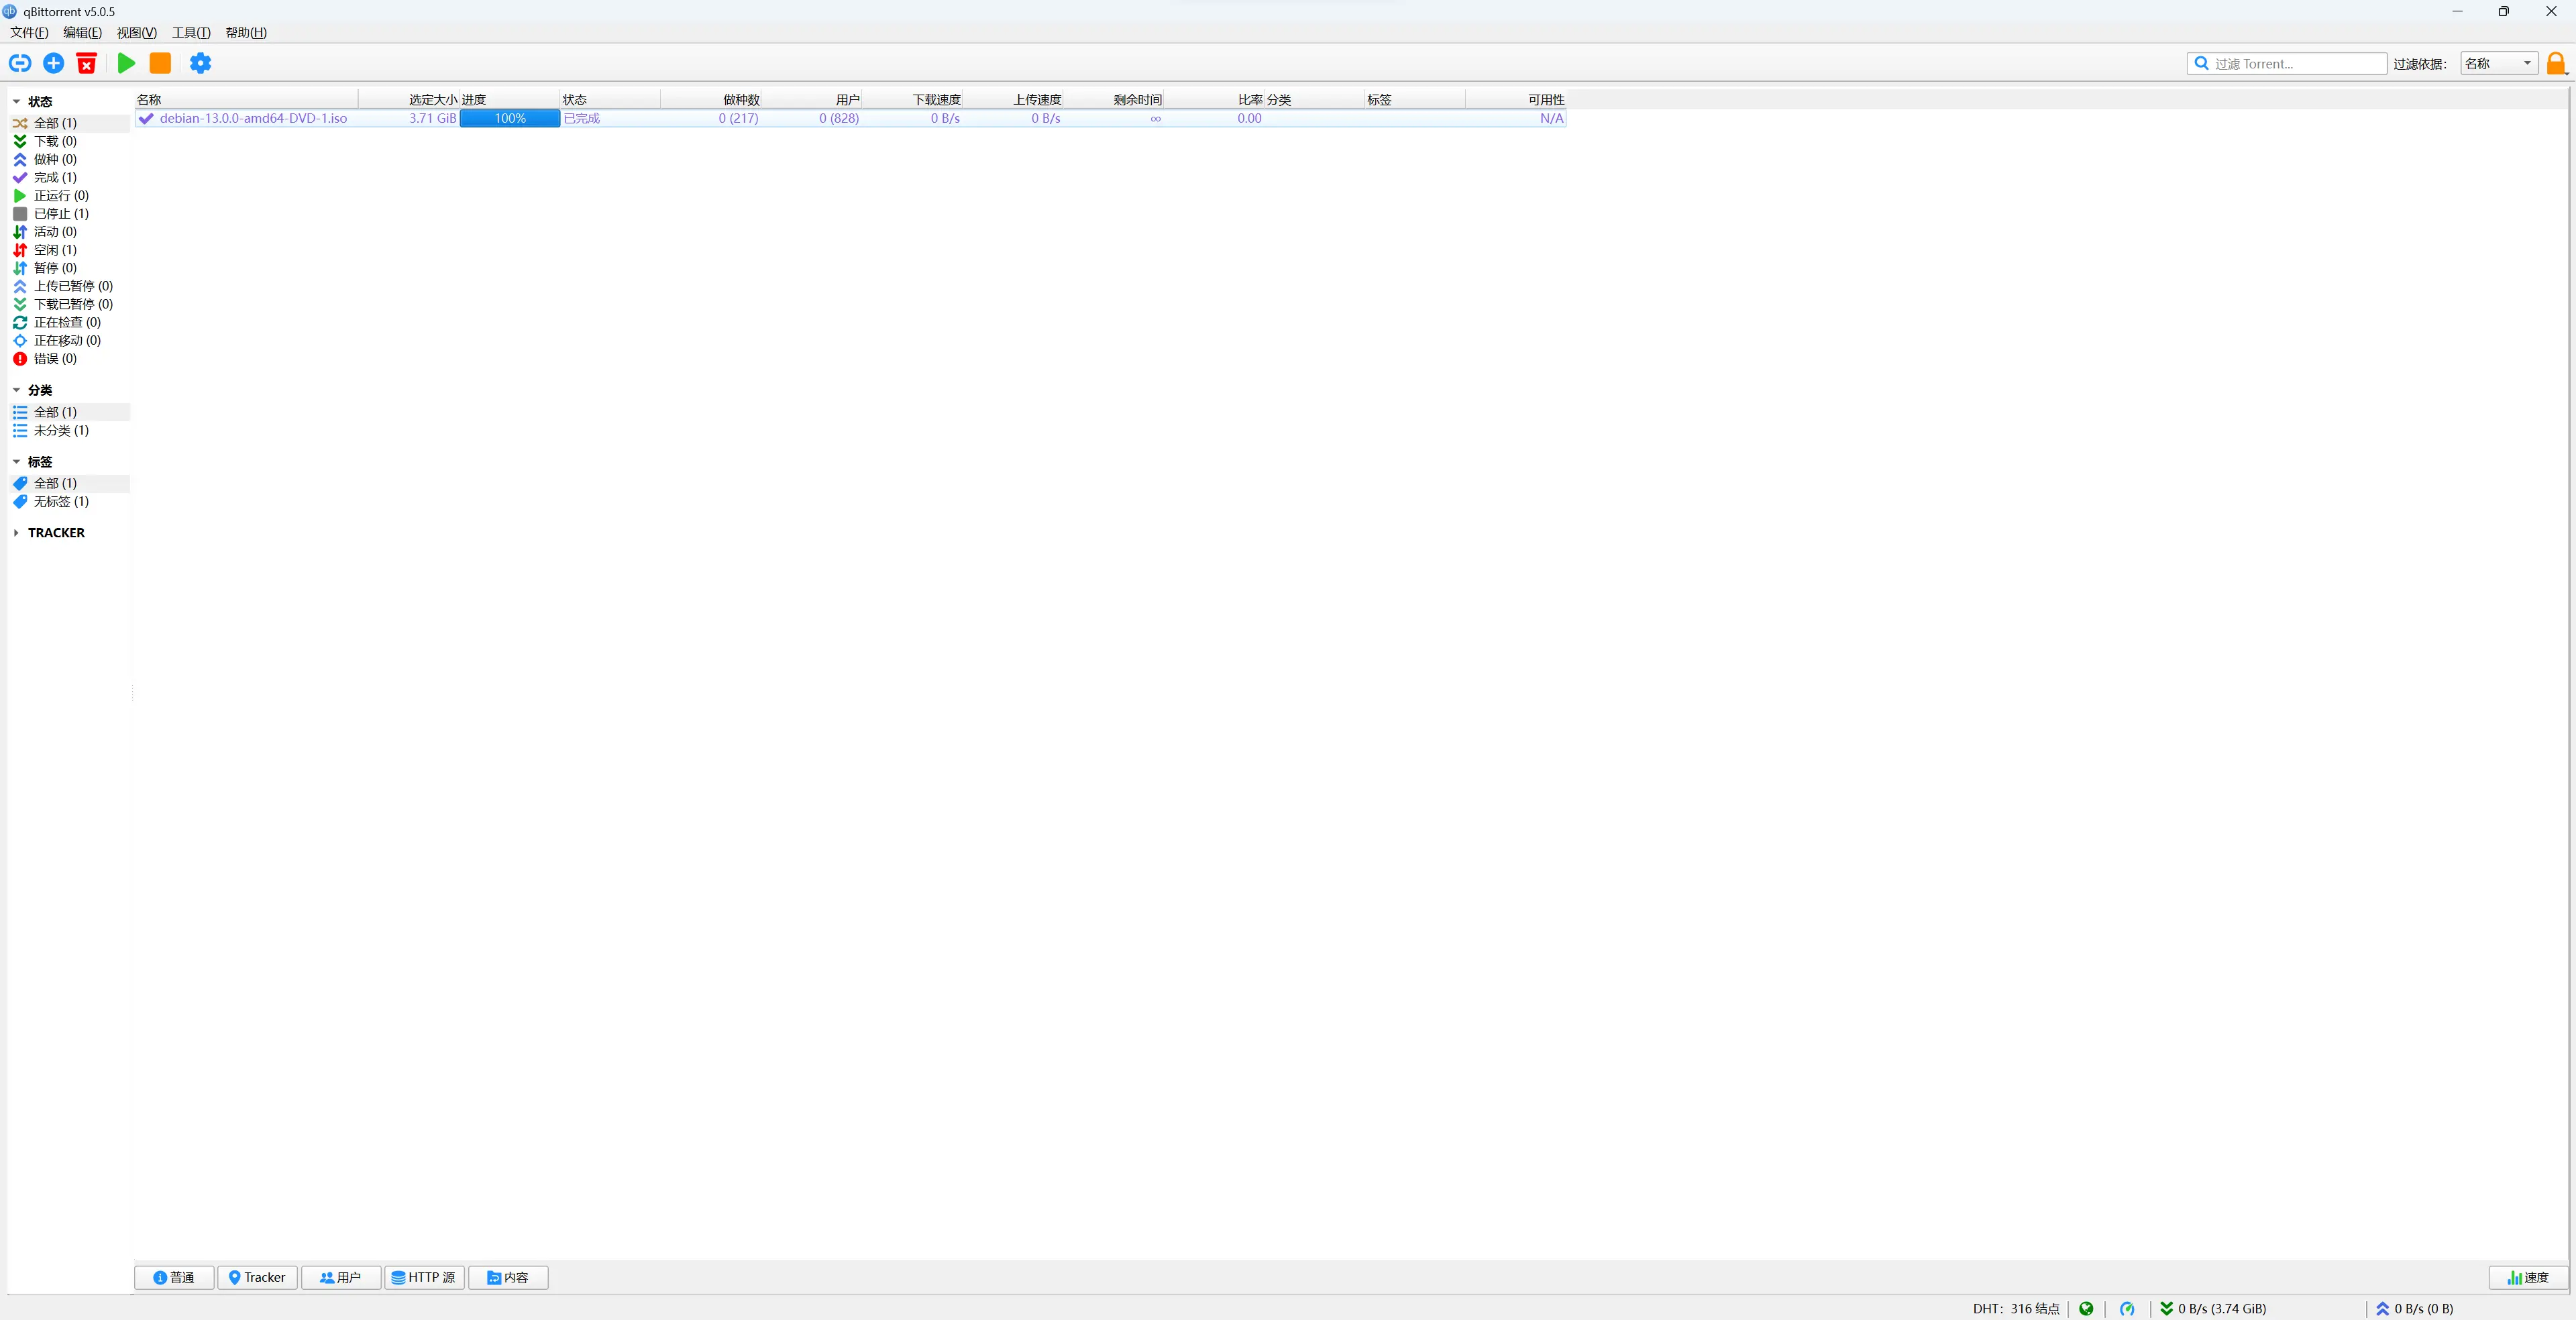 qBittorrent v5.0.5
文件(F) 编辑(E) 视图(V) 工具(T) 帮助(H)
过滤 Torrent... 过滤依据： 名称
状态
全部 (1)
下载 (0)
做种 (0)
完成 (1)
正运行 (0)
已停止 (1)
活动 (0)
空闲 (1)
暂停 (0)
上传已暂停 (0)
下载已暂停 (0)
正在检查 (0)
正在移动 (0)
错误 (0)
分类
全部 (1)
未分类 (1)
标签
全部 (1)
无标签 (1)
TRACKER
名称 选定大小 进度 状态 做种数 用户 下载速度 上传速度 剩余时间 比率 分类 标签 可用性
debian-13.0.0-amd64-DVD-1.iso 3.71 GiB 100% 已完成 0 (217) 0 (828) 0 B/s 0 B/s ∞ 0.00 N/A
普通 Tracker 用户 HTTP 源 内容 速度
DHT： 316 结点 0 B/s (3.74 GiB) 0 B/s (0 B)